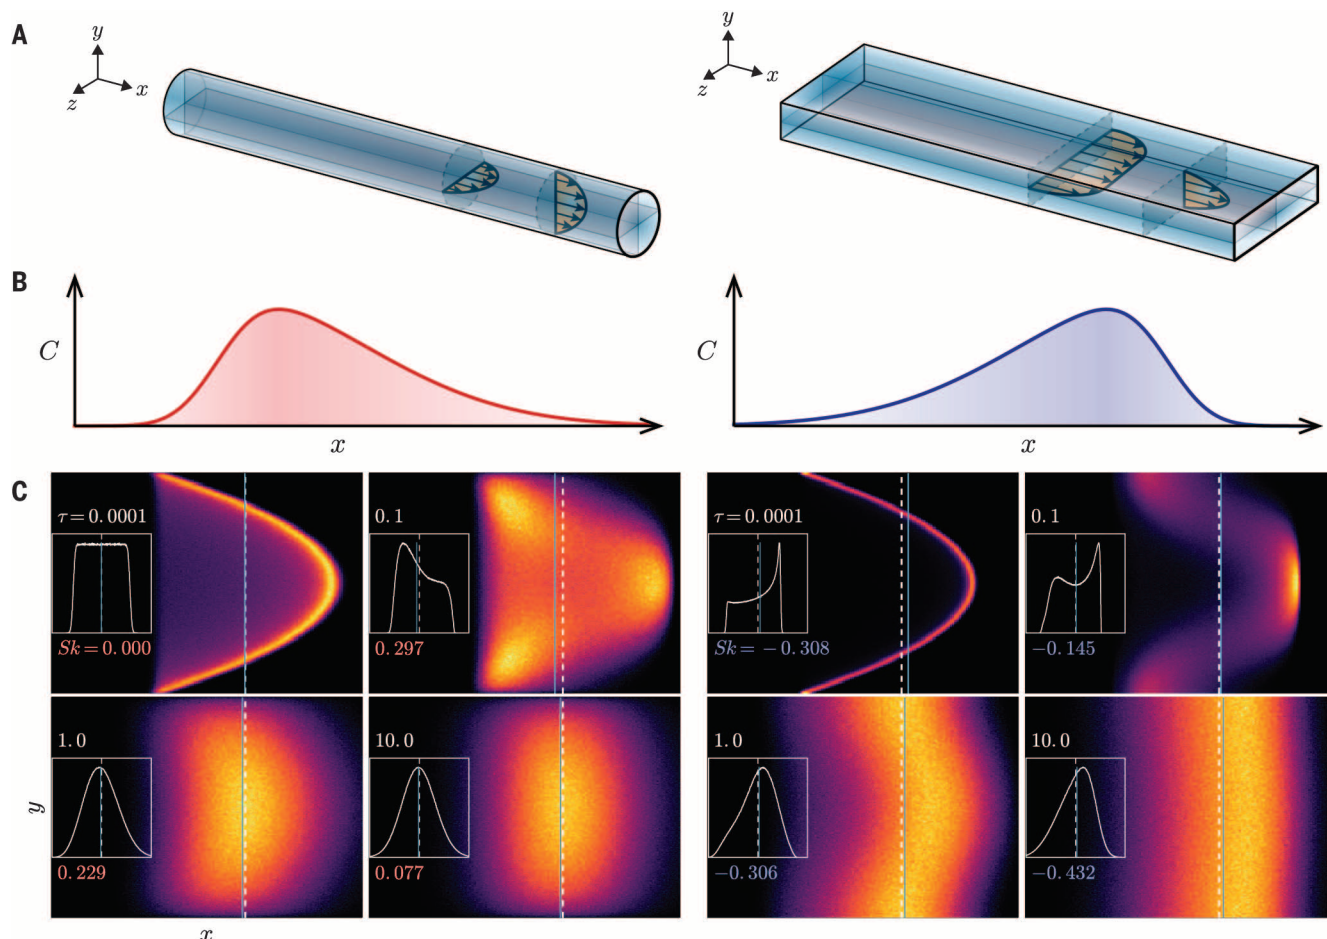 A
y
x
z
y
x
z
B
C
x
C
x
C
τ = 0.0001
Sk = 0.000
0.1
0.297
τ = 0.0001
Sk = −0.308
0.1
−0.145
1.0
0.229
10.0
0.077
1.0
−0.306
10.0
−0.432
y
x